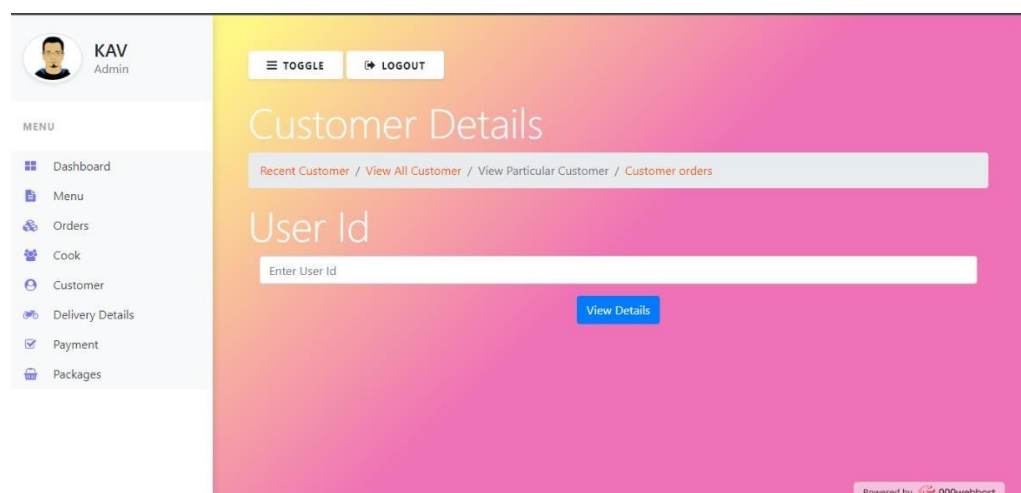 KAV
Admin
MENU
Dashboard
Menu
Orders
Cook
Customer
Delivery Details
Payment
Packages
TOGGLE LOGOUT
Customer Details
Recent Customer / View All Customer / View Particular Customer / Customer orders
User Id
Enter User Id
View Details
Powered by 000webhost